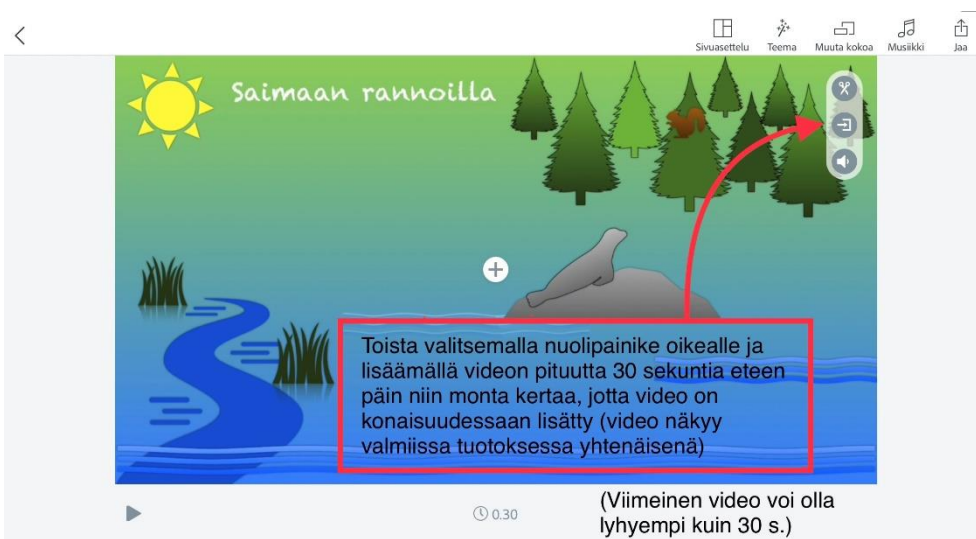 Sivuasettelu Teema Muuta kokoa Musiikki Jaa
Saimaan rannoilla
Toista valitsemalla nuolipainike oikealle ja
lisäämällä videon pituutta 30 sekuntia eteen
päin niin monta kertaa, jotta video on
konaisuudessaan lisätty (video näkyy
valmiissa tuotoksessa yhtenäisenä)
0.30
(Viimeinen video voi olla
lyhyempi kuin 30 s.)